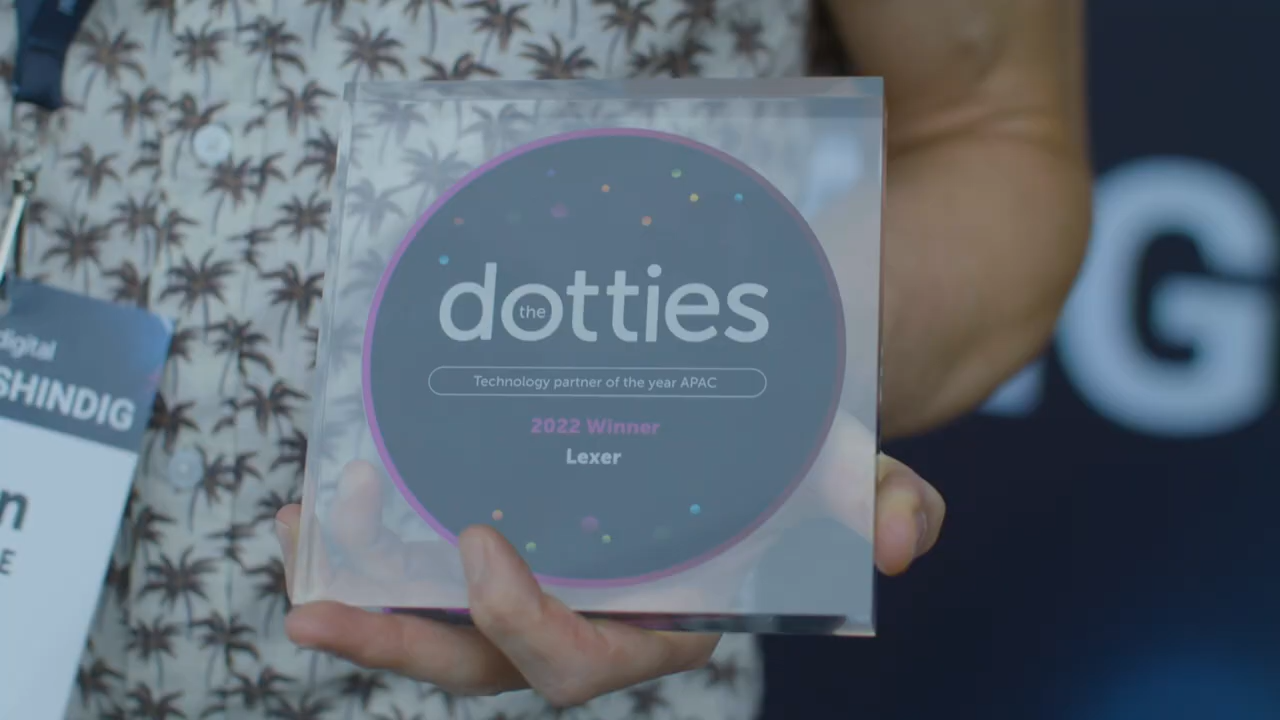 the dotties
Technology partner of the year APAC
2022 Winner
Lexer
digital
SHINDIG
n
E
G